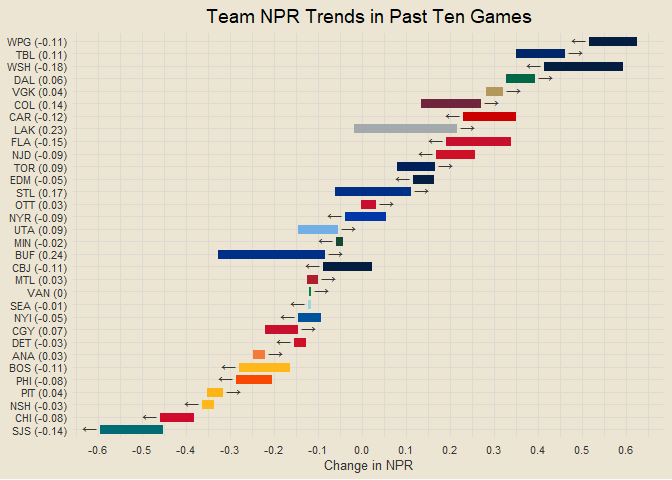 Team NPR Trends in Past Ten Games
WPG (-0.11)
TBL (0.11)
WSH (-0.18)
DAL (0.06)
VGK (0.04)
COL (0.14)
CAR (-0.12)
LAK (0.23)
FLA (-0.15)
NJD (-0.09)
TOR (0.09)
EDM (-0.05)
STL (0.17)
OTT (0.03)
NYR (-0.09)
UTA (0.09)
MIN (-0.02)
BUF (0.24)
CBJ (-0.11)
MTL (0.03)
VAN (0)
SEA (-0.01)
NYI (-0.05)
CGY (0.07)
DET (-0.03)
ANA (0.03)
BOS (-0.11)
PHI (-0.08)
PIT (0.04)
NSH (-0.03)
CHI (-0.08)
SJS (-0.14)
-0.6 -0.5 -0.4 -0.3 -0.2 -0.1 0.0 0.1 0.2 0.3 0.4 0.5 0.6
Change in NPR